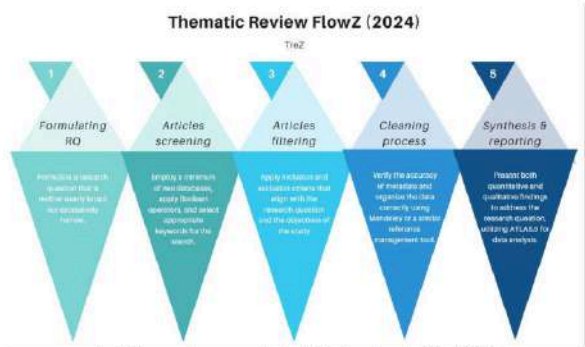 Thematic Review FlowZ (2024)
TreZ
1
2
3
4
5
Formulating
RQ
Articles
screening
Articles
filtering
Cleaning
process
Synthesis &
reporting
Formulate a research
question that is
neither overly broad
nor excessively
narrow.
Employ a minimum
of two databases,
apply Boolean
operators, and select
appropriate
keywords for the
search.
Apply inclusion and
exclusion criteria that
align with the
research question
and the objectives of
the study
Verify the accuracy
of metadata and
organize the data
correctly using
Mendeley or a similar
reference
management tool.
Present both
quantitative and
qualitative findings
to address the
research question,
utilizing ATLAS.ti for
data analysis.